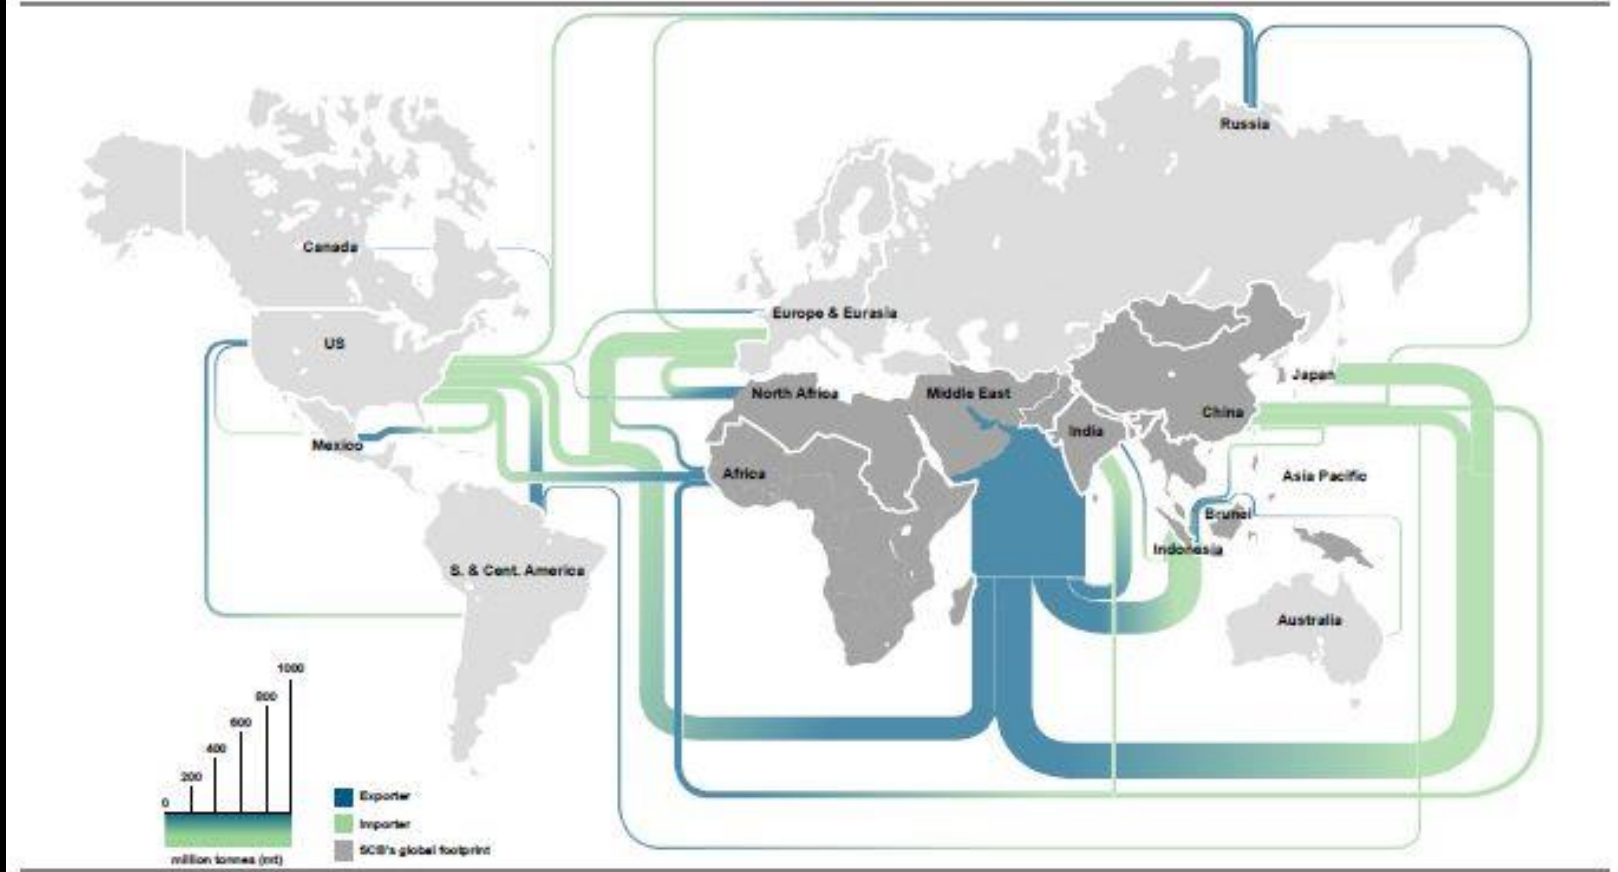 Russia
Canada
Europe & Eurasia
US
Japan
North Africa
Middle East
China
India
Mexico
Africa
Asia Pacific
Brunei
Indonesia
S. & Cent. America
Australia
1000
800
600
400
200
0
million tonnes (mt)
Exporter
Importer
SCB's global footprint